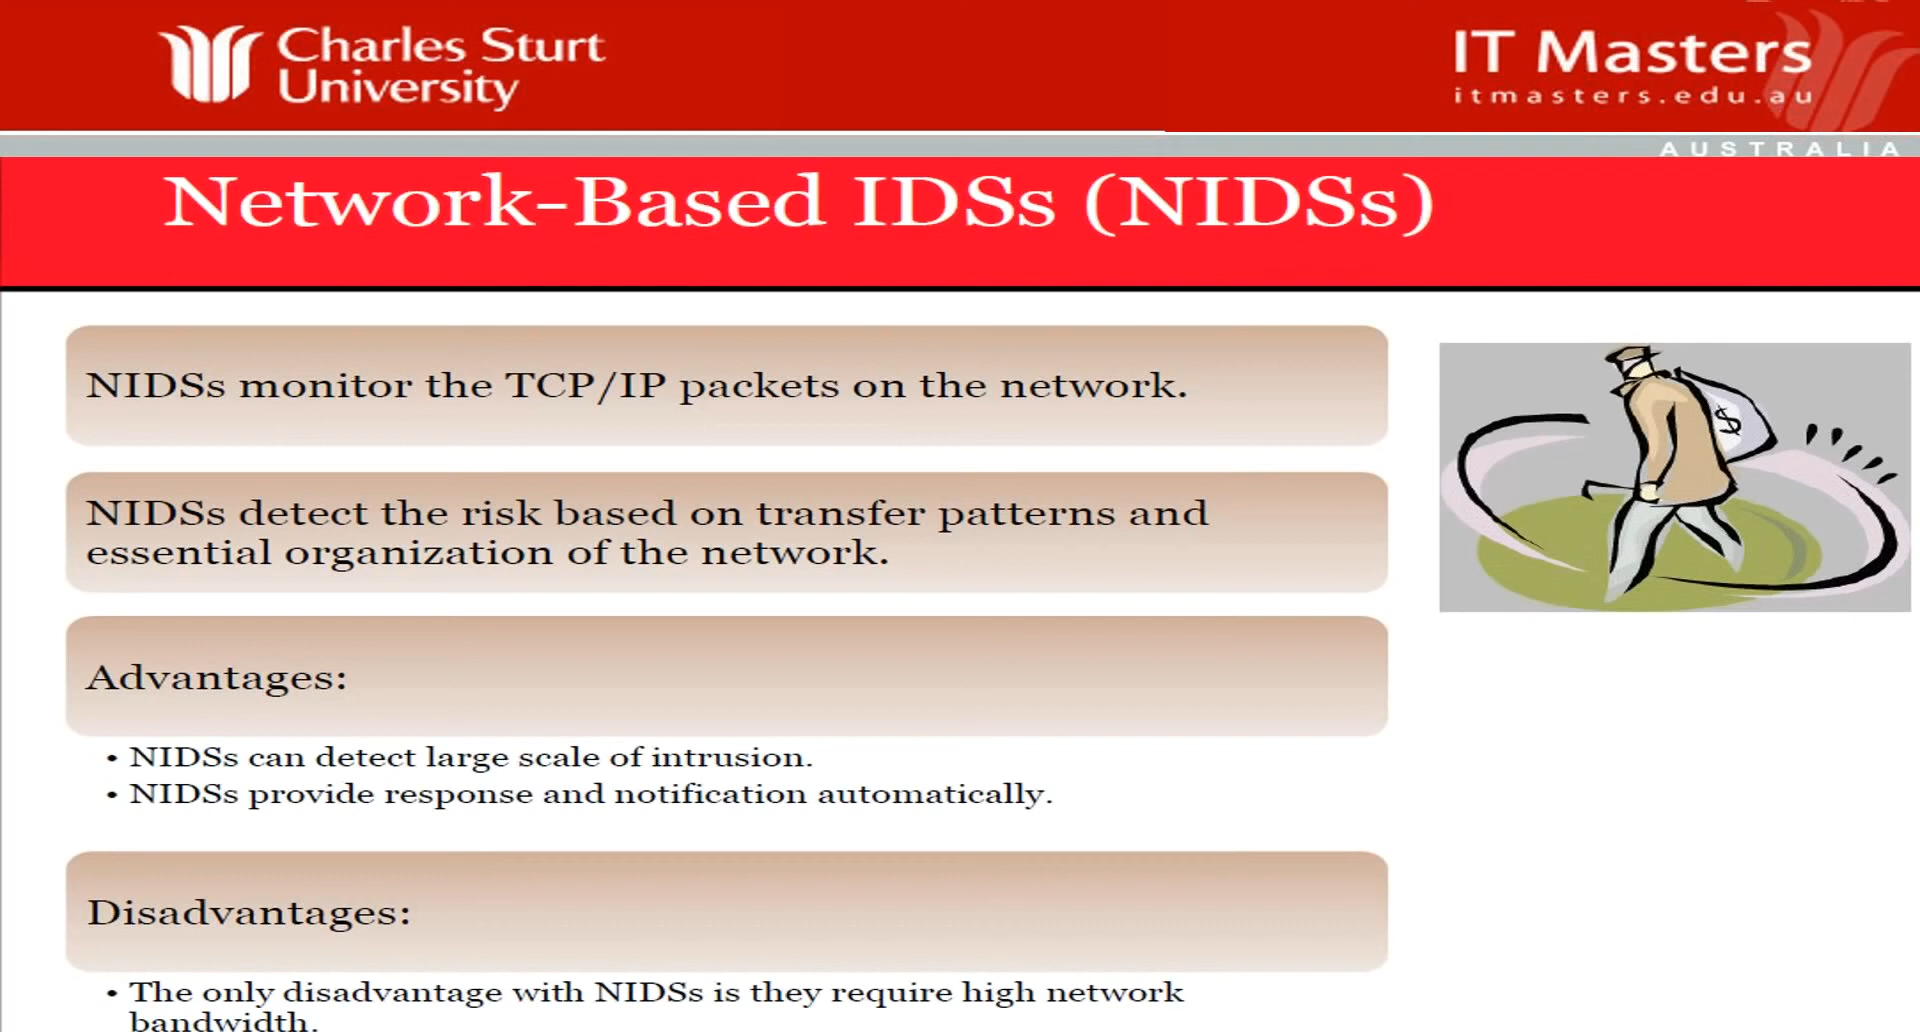 Charles Sturt
University
IT Masters
itmasters.edu.au
AUSTRALIA
Network-Based IDSs (NIDSs)
NIDSs monitor the TCP/IP packets on the network.
NIDSs detect the risk based on transfer patterns and
essential organization of the network.
$
Advantages:
• NIDSs can detect large scale of intrusion.
• NIDSs provide response and notification automatically.
Disadvantages:
• The only disadvantage with NIDSs is they require high network
bandwidth.